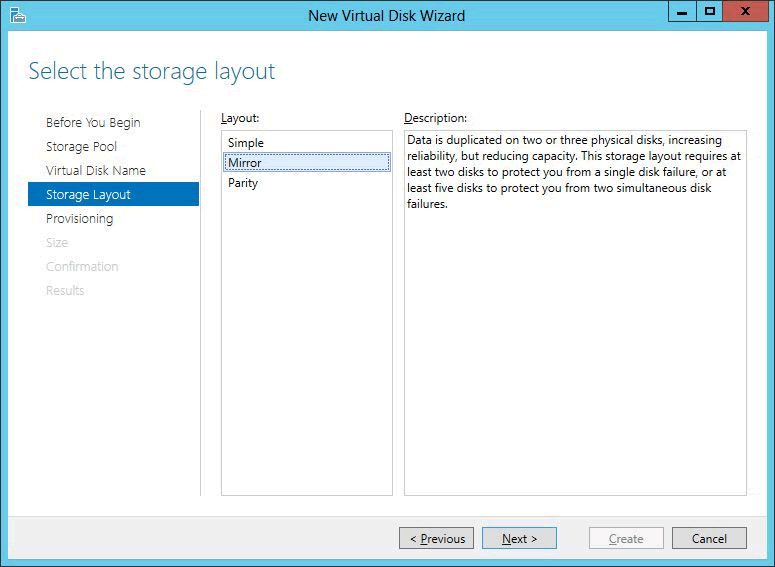 New Virtual Disk Wizard
Select the storage layout
Before You Begin
Storage Pool
Virtual Disk Name
Storage Layout
Provisioning
Size
Confirmation
Results
Layout:
Simple
Mirror
Parity
Description:
Data is duplicated on two or three physical disks, increasing
reliability, but reducing capacity. This storage layout requires at
least two disks to protect you from a single disk failure, or at
least five disks to protect you from two simultaneous disk
failures.
< Previous
Next >
Create
Cancel